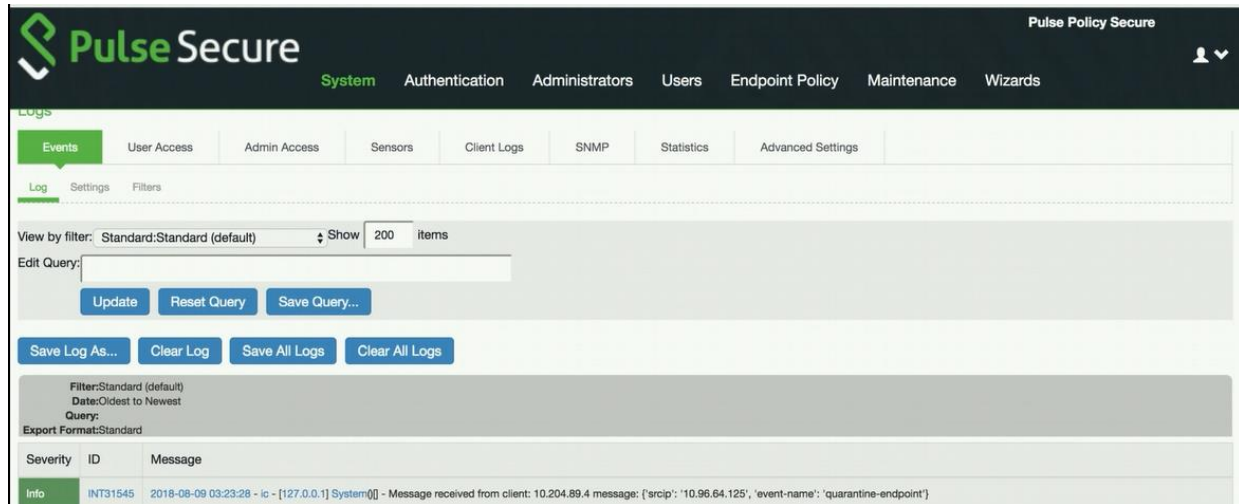 Pulse Policy Secure
Pulse Secure
System Authentication Administrators Users Endpoint Policy Maintenance Wizards
Logs
Events User Access Admin Access Sensors Client Logs SNMP Statistics Advanced Settings
Log Settings Filters
View by filter: Standard:Standard (default) Show 200 items
Edit Query:
Update Reset Query Save Query...
Save Log As... Clear Log Save All Logs Clear All Logs
Filter:Standard (default)
Date:Oldest to Newest
Query:
Export Format:Standard
Severity ID Message
Info INT31545 2018-08-09 03:23:28 - ic - [127.0.0.1] System()[] - Message received from client: 10.204.89.4 message: {'srcip': '10.96.64.125', 'event-name': 'quarantine-endpoint'}